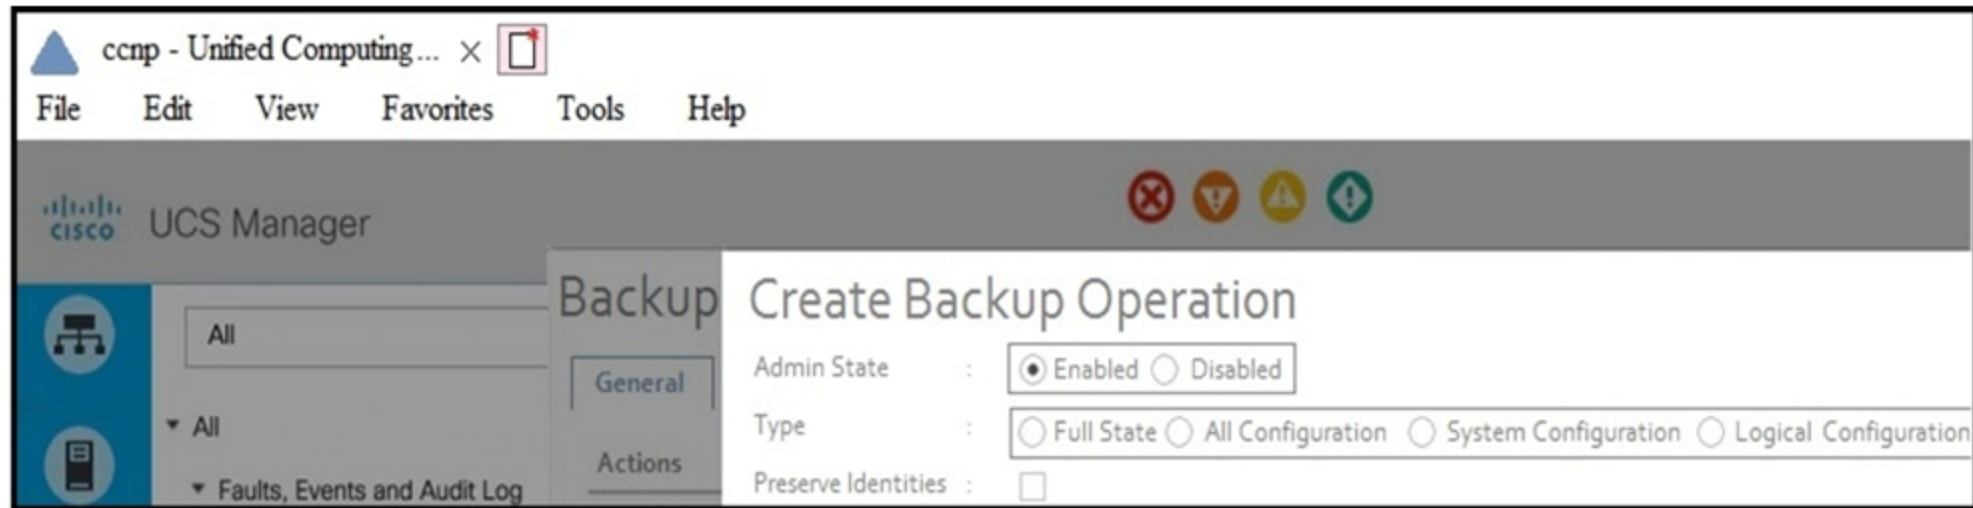 ccnp - Unified Computing...
File Edit View Favorites Tools Help
CISCO UCS Manager
Backup
Create Backup Operation
All
General
Admin State : Enabled Disabled
All
Type : Full State All Configuration System Configuration Logical Configuration
Actions
Faults, Events and Audit Log
Preserve Identities :